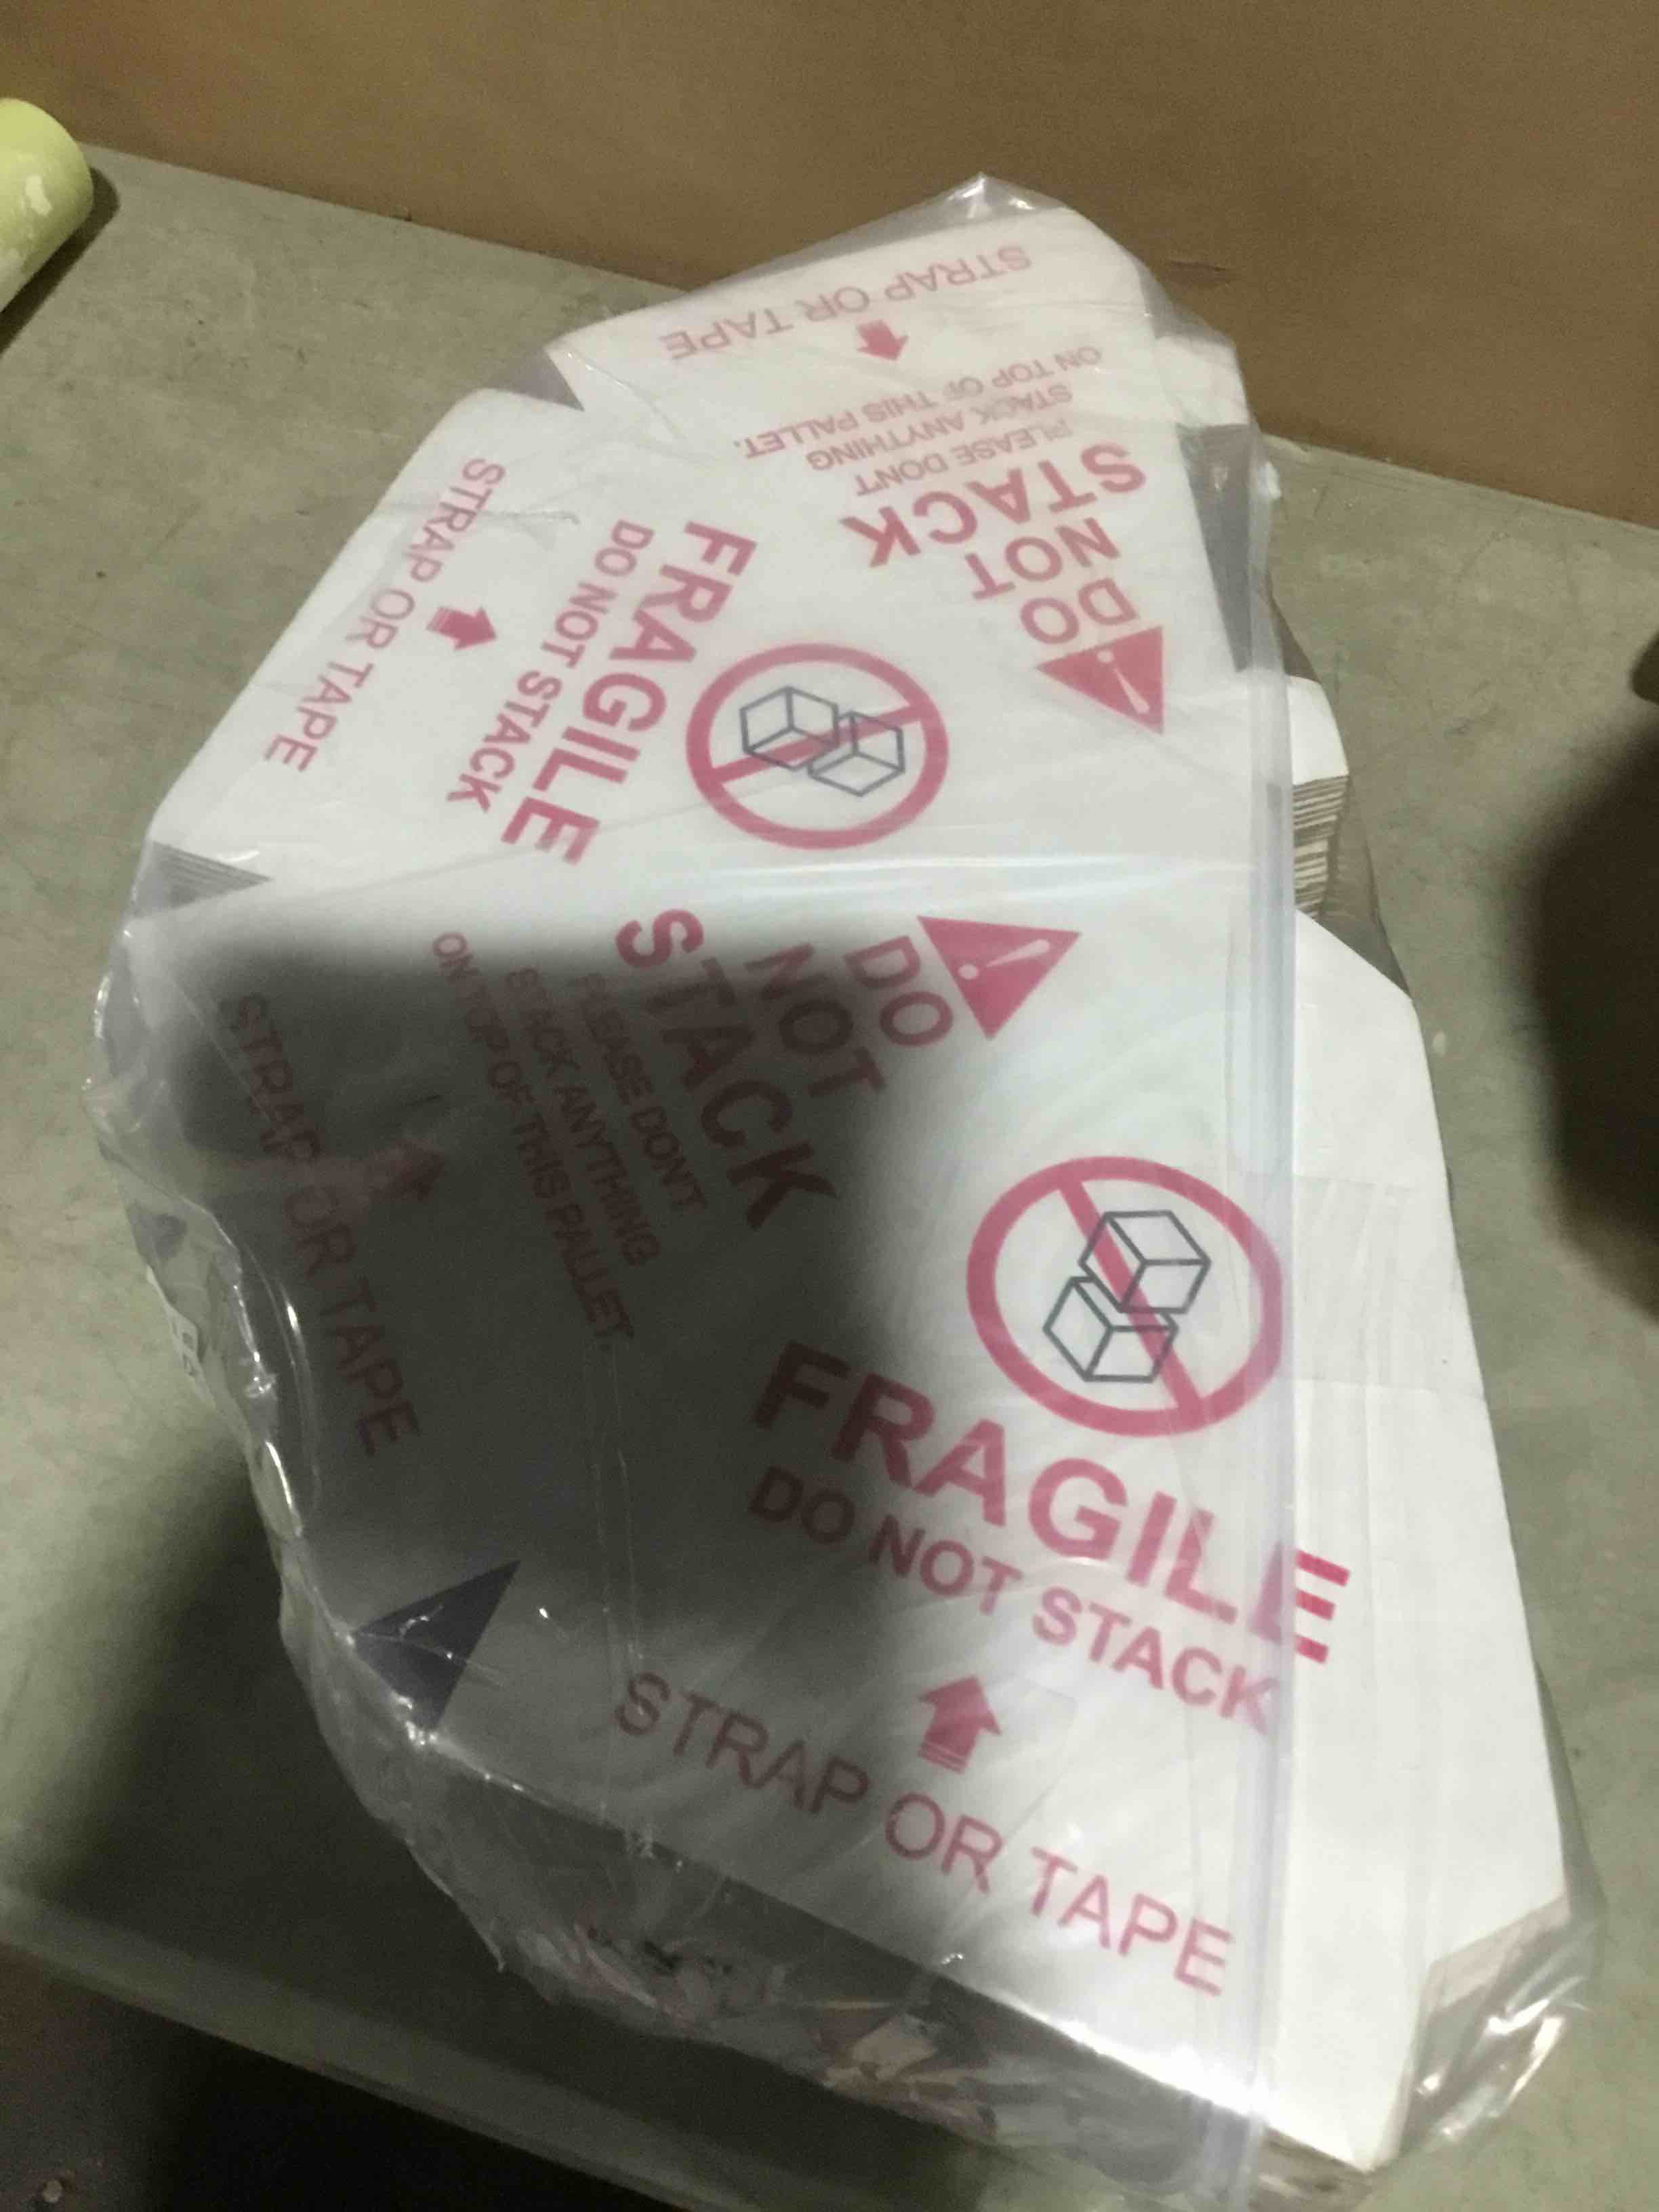 STRAP OR TAPE
ON TOP OF THIS PALLET.
STACK ANYTHING
PLEASE DON'T
STACK
NOT
DO
STRAP OR TAPE
DO NOT STACK
FRAGILE
DO
NOT
STACK
PLEASE DON'T
STACK ANYTHING
ON TOP OF THIS PALLET.
STRAP OR TAPE
FRAGILE
DO NOT STACK
STRAP OR TAPE